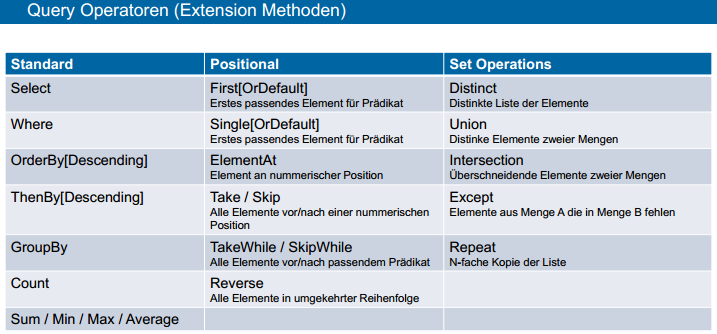 Query Operatoren (Extension Methoden)
Standard Positional Set Operations
Select First[OrDefault] Distinct
Erstes passendes Element für Prädikat Distinkte Liste der Elemente
Where Single[OrDefault] Union
Erstes passendes Element für Prädikat Distinke Elemente zweier Mengen
OrderBy[Descending] ElementAt Intersection
Element an nummerischer Position Überschneidende Elemente zweier Mengen
ThenBy[Descending] Take / Skip Except
Alle Elemente vor/nach einer nummerischen Elemente aus Menge A die in Menge B fehlen
Position
GroupBy TakeWhile / SkipWhile Repeat
Alle Elemente vor/nach passendem Prädikat N-fache Kopie der Liste
Count Reverse
Alle Elemente in umgekehrter Reihenfolge
Sum / Min / Max / Average